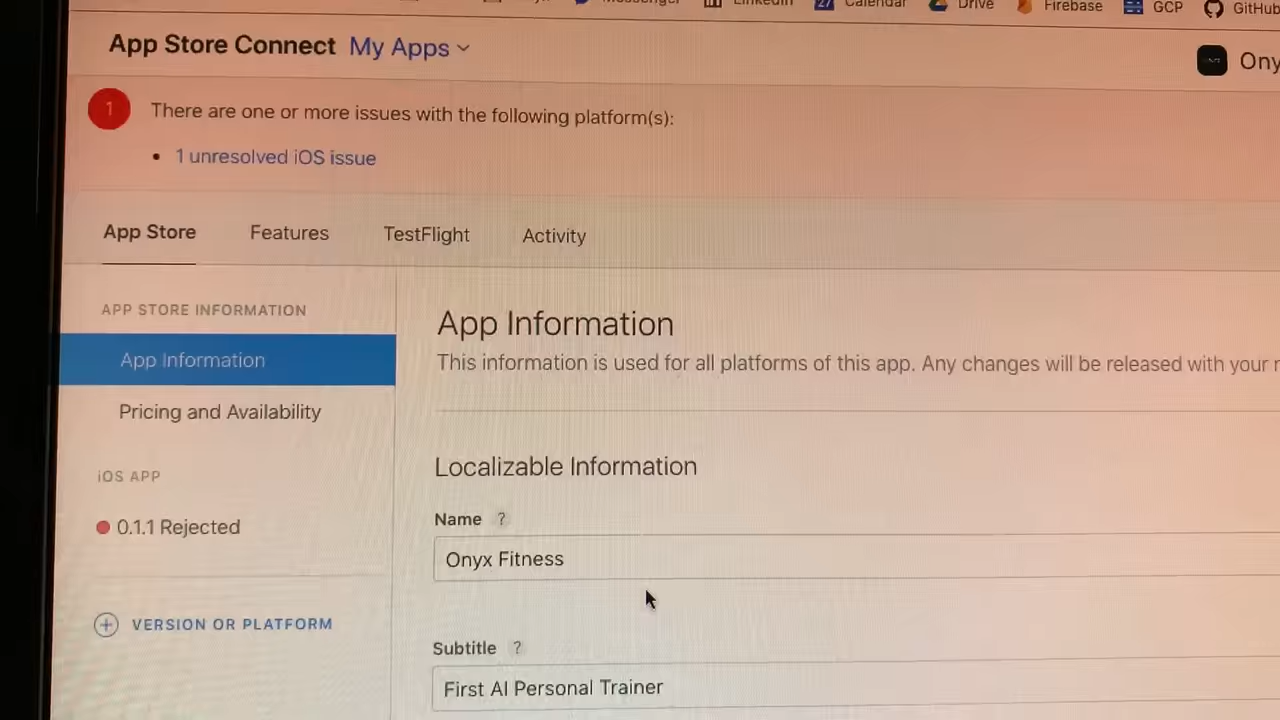 Calendar
Drive
Firebase
GCP
GitHub
App Store Connect My Apps
There are one or more issues with the following platform(s):
1
• 1 unresolved iOS issue
App Store Features TestFlight Activity
APP STORE INFORMATION
App Information
Pricing and Availability
iOS APP
0.1.1 Rejected
VERSION OR PLATFORM
App Information
This information is used for all platforms of this app. Any changes will be released with your
Localizable Information
Name ?
Onyx Fitness
Subtitle ?
First AI Personal Trainer